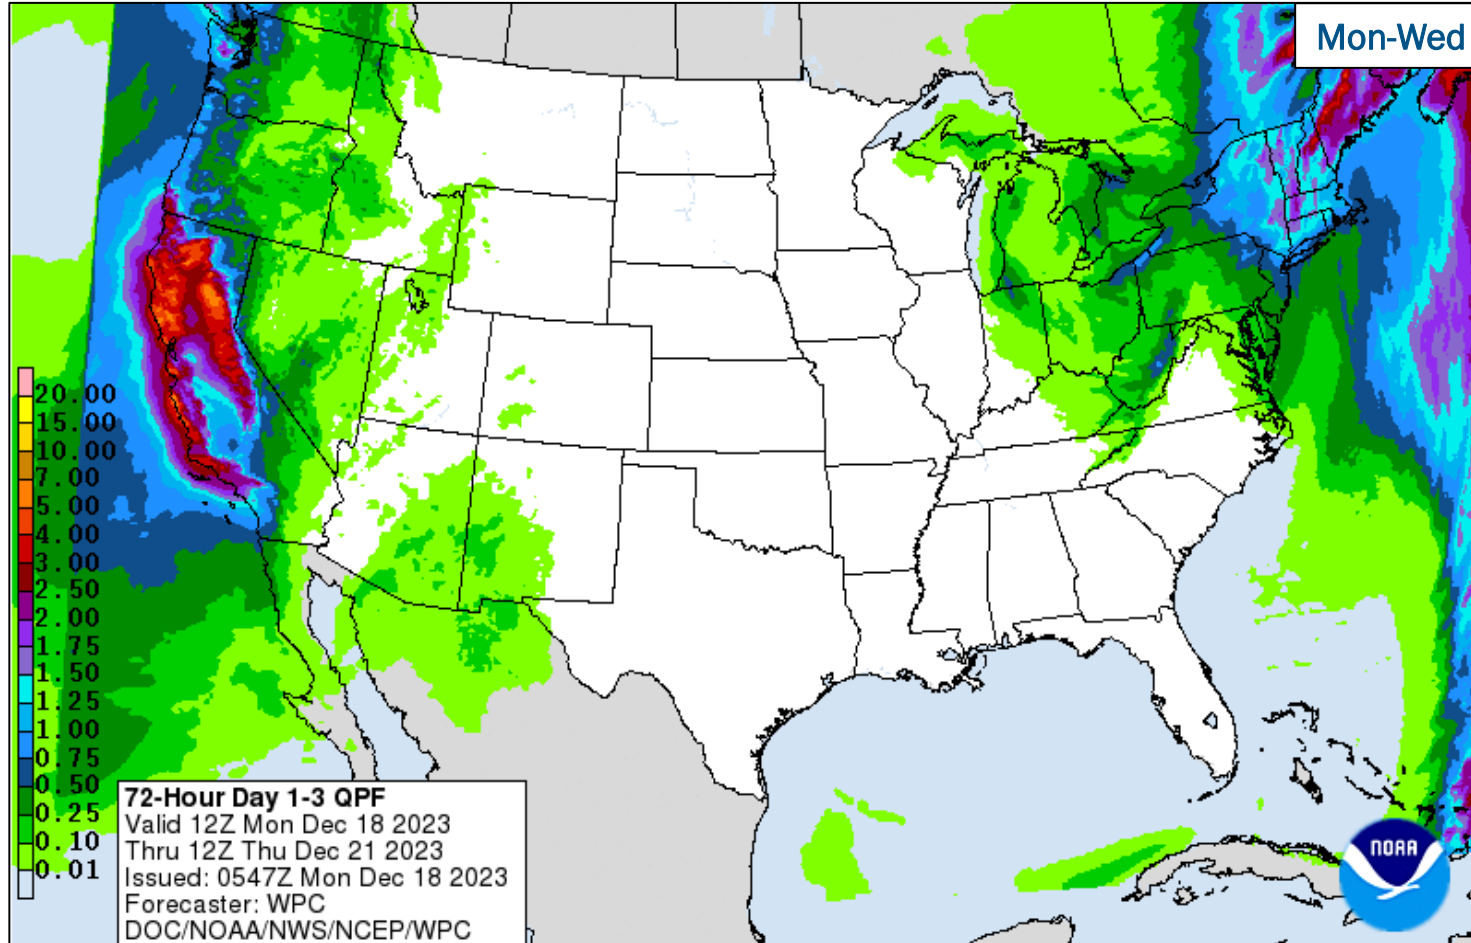 Mon-Wed
20.00
15.00
10.00
7.00
5.00
4.00
3.00
2.50
2.00
1.75
1.50
1.25
1.00
0.75
0.50
0.25
0.10
0.01
72-Hour Day 1-3 QPF
Valid 12Z Mon Dec 18 2023
Thru 12Z Thu Dec 21 2023
Issued: 0547Z Mon Dec 18 2023
Forecaster: WPC
DOC/NOAA/NWS/NCEP/WPC
NOAA